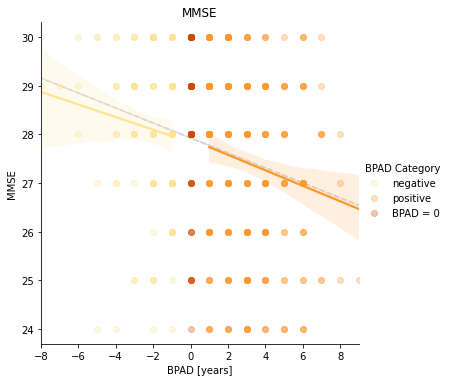 MMSE
30
29
28
27
26
25
24
MMSE
−8
−6
−4
−2
0
2
4
6
8
BPAD [years]
BPAD Category
negative
positive
BPAD = 0